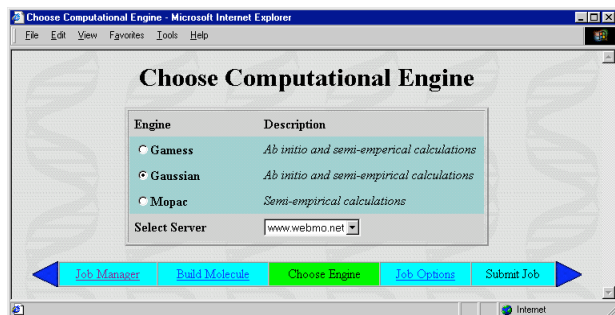 Choose Computational Engine - Microsoft Internet Explorer
File Edit View Favorites Tools Help
Choose Computational Engine
Engine Description
Gamess Ab initio and semi-emperical calculations
Gaussian Ab initio and semi-empirical calculations
Mopac Semi-empirical calculations
Select Server www.webmo.net
Job Manager Build Molecule Choose Engine Job Options Submit Job
Internet